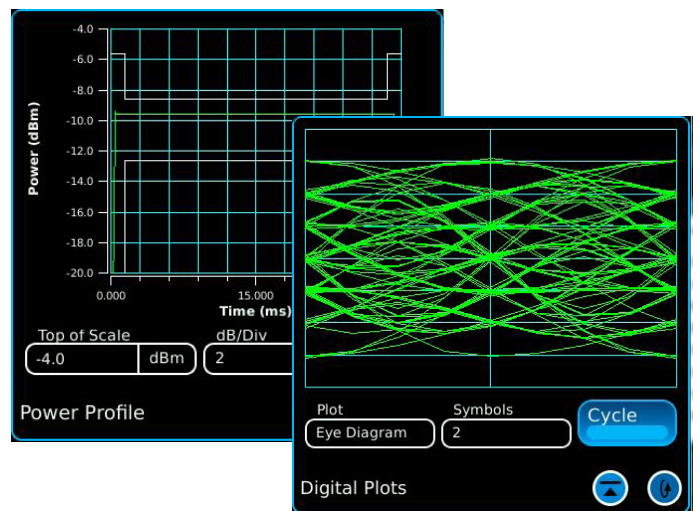 -4.0
-6.0
-8.0
-10.0
-12.0
-14.0
-16.0
-18.0
-20.0
Power (dBm)
0.000
15.000
Time (ms)
Top of Scale
dB/Div
-4.0
dBm
2
Power Profile
Plot
Symbols
Eye Diagram
2
Cycle
Digital Plots